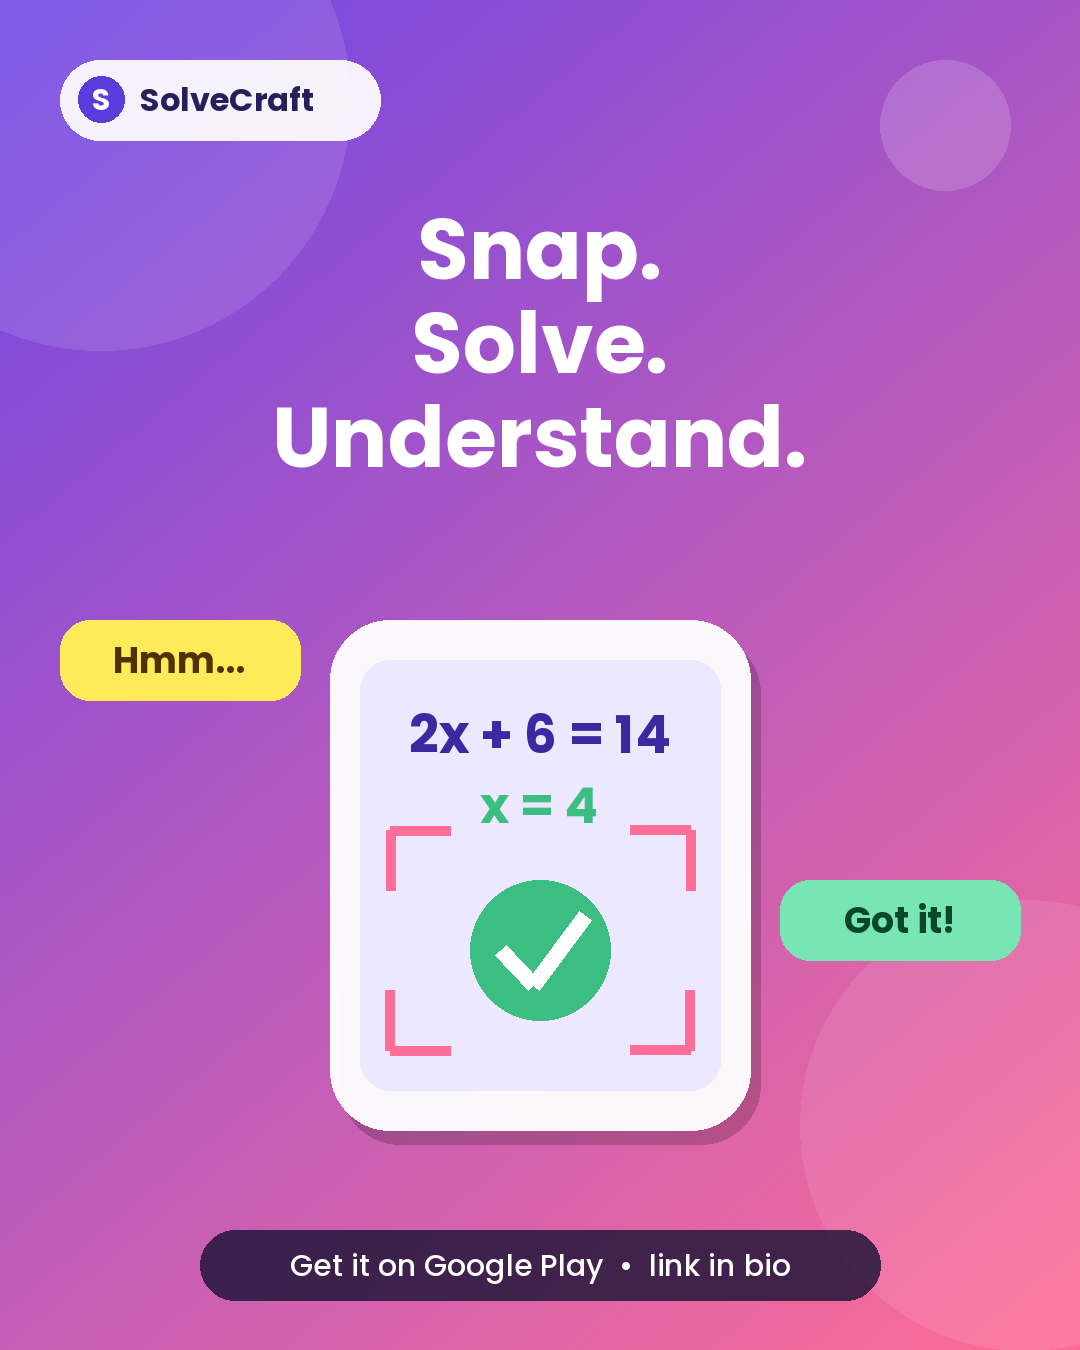 S SolveCraft
Snap.
Solve.
Understand.
Hmm...
2x + 6 = 14
x = 4
Got it!
Get it on Google Play • link in bio